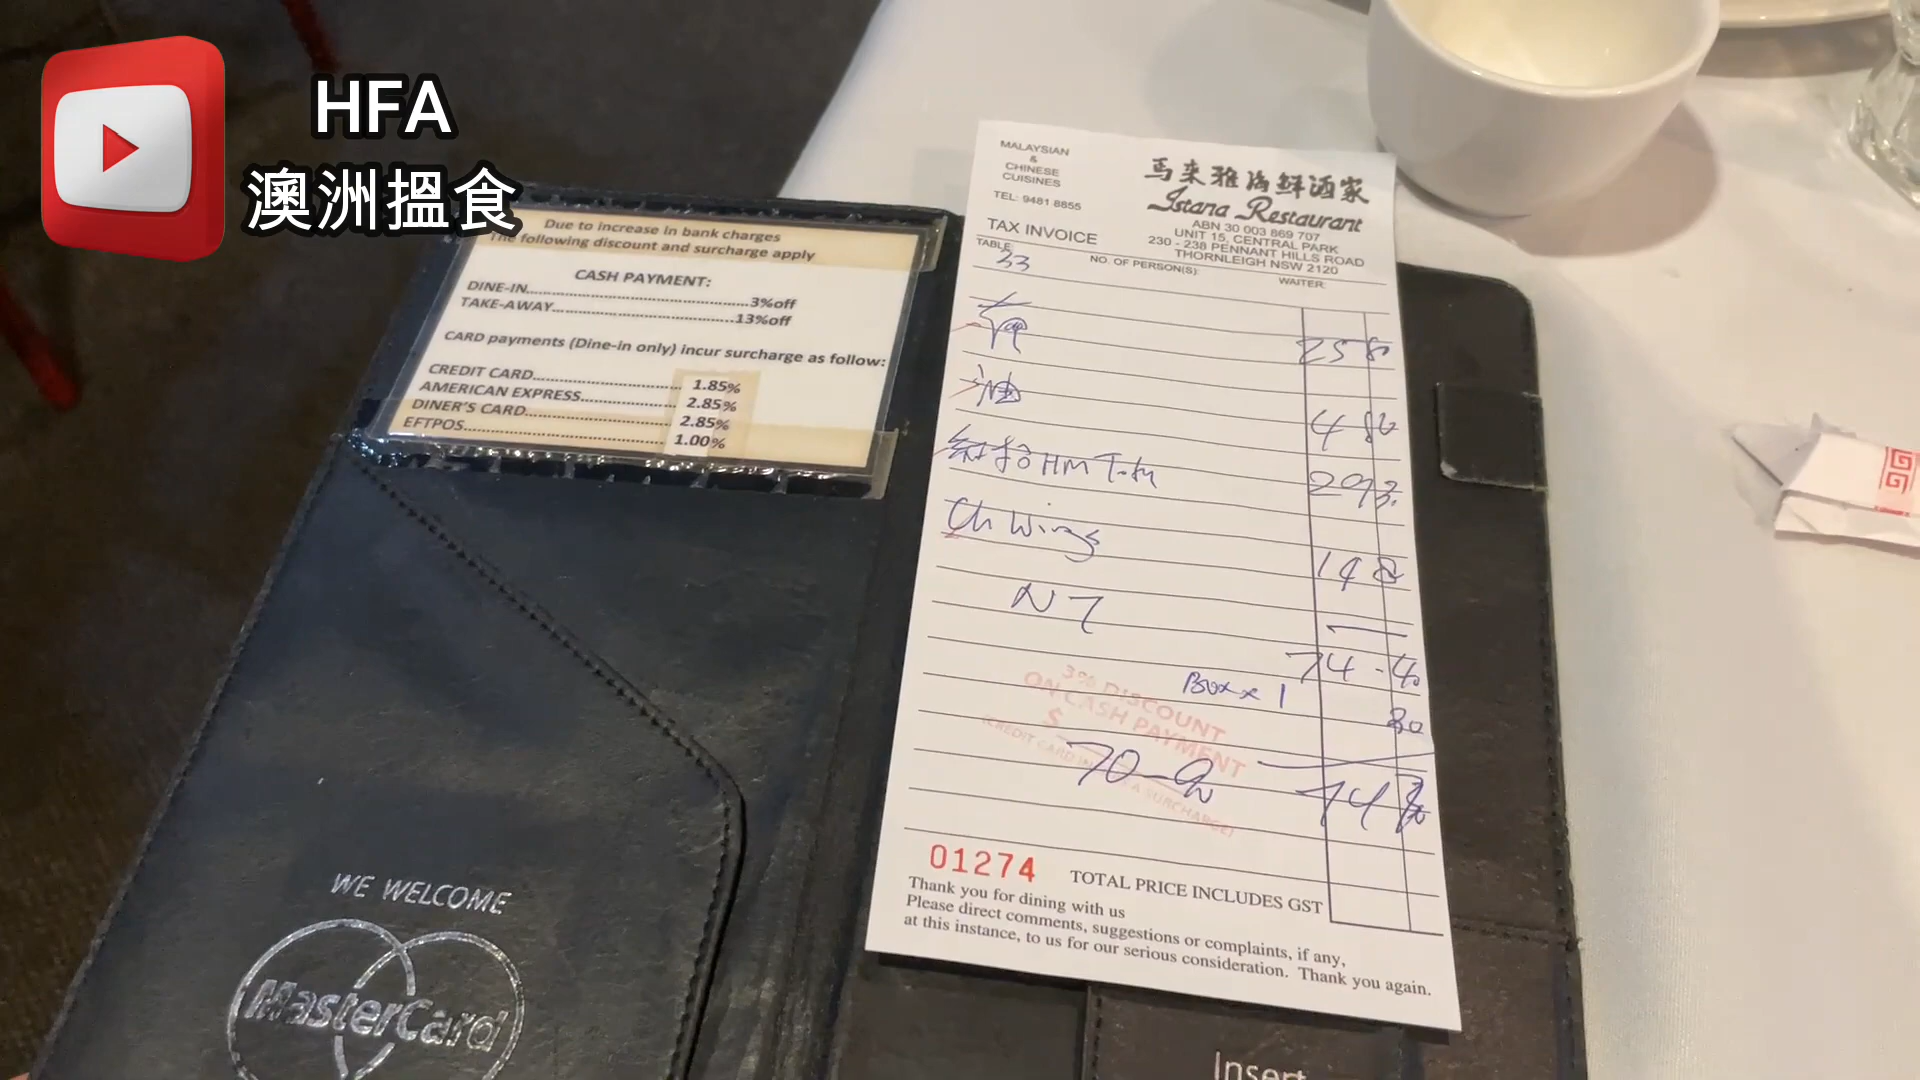 HFA
澳洲搵食
Due to increase in bank charges
The following discount and surcharge apply
CASH PAYMENT:
DINE-IN..........3%off
TAKE-AWAY..........13%off
CARD payments (Dine-in only) incur surcharge as follow:
CREDIT CARD.......... 1.85%
AMERICAN EXPRESS.......... 2.85%
DINER'S CARD.......... 2.85%
EFTPOS.......... 1.00%
WE WELCOME
MasterCard
MALAYSIAN
&
CHINESE
CUISINES
TEL: 9481 8855
馬来雅海鲜酒家
Istana Restaurant
ABN 30 003 869 707
UNIT 15, CENTRAL PARK
230 - 238 PENNANT HILLS ROAD
THORNLEIGH NSW 2120
TAX INVOICE
TABLE: 33
NO. OF PERSON(S):
WAITER:
Ch Wings
74-40
Box x 1
3% DISCOUNT
ON CASH PAYMENT
$
01274
TOTAL PRICE INCLUDES GST
Thank you for dining with us
Please direct comments, suggestions or complaints, if any,
at this instance, to us for our serious consideration. Thank you again.
Insert